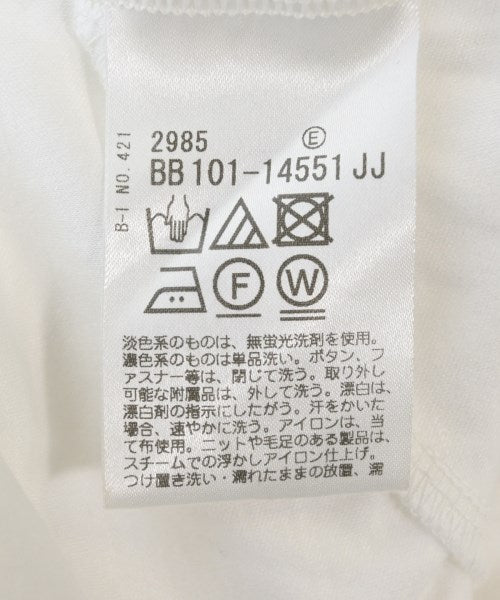 B-I NO.421
2985 E
BB101-14551 JJ
F W
淡色系のものは、無蛍光洗剤を使用。
濃色系のものは単品洗い。ボタン、フ
ァスナー等は、閉じて洗う。取り外し
可能な附属品は、外して洗う。漂白は、
漂白剤の指示にしたがう。汗をかいた
場合、速やかに洗う。アイロンは、当
て布使用。ニットや毛足のある製品は、
スチームでの浮かしアイロン仕上げ。
つけ置き洗い・濡れたままの放置、濡